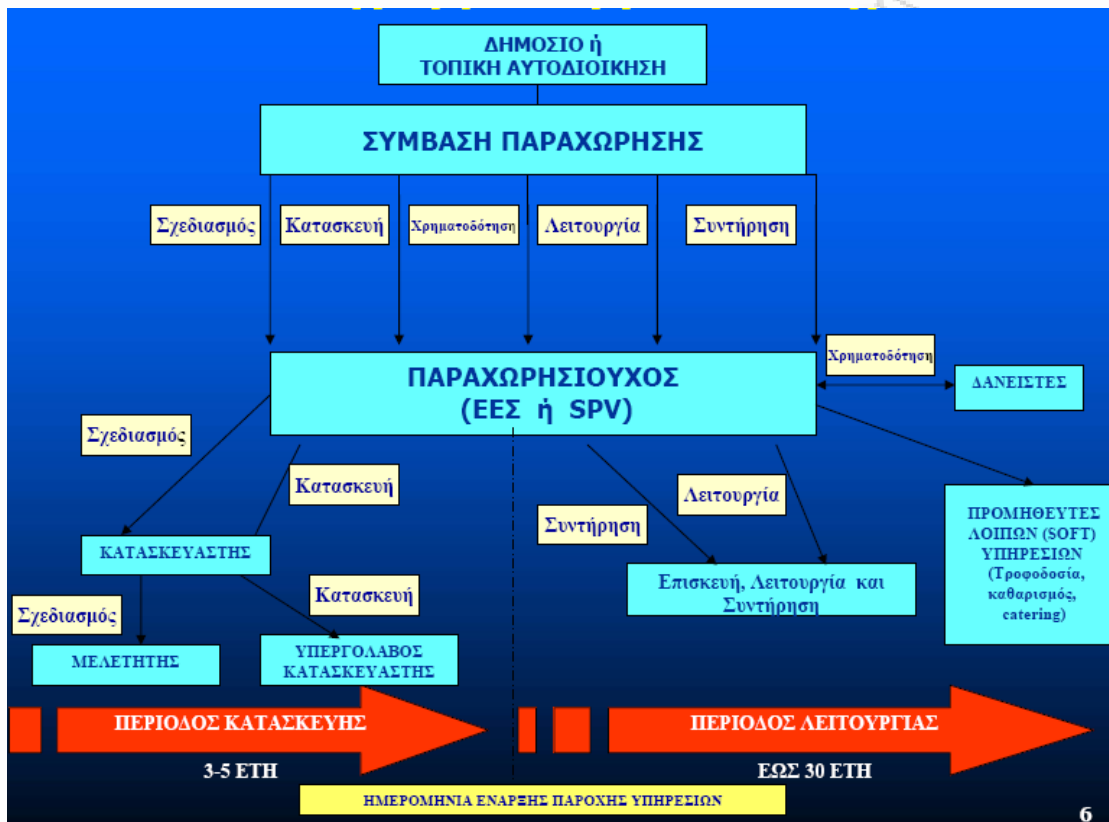 ΔΗΜΟΣΙΟ ή
ΤΟΠΙΚΗ ΑΥΤΟΔΙΟΙΚΗΣΗ
ΣΥΜΒΑΣΗ ΠΑΡΑΧΩΡΗΣΗΣ
Σχεδιασμός
Κατασκευή
Χρηματοδότηση
Λειτουργία
Συντήρηση
ΠΑΡΑΧΩΡΗΣΙΟΥΧΟΣ
(ΕΕΣ ή SPV)
Χρηματοδότηση
ΔΑΝΕΙΣΤΕΣ
Σχεδιασμός
Κατασκευή
Συντήρηση
Λειτουργία
ΠΡΟΜΗΘΕΥΤΕΣ
ΛΟΙΠΩΝ (SOFT)
ΥΠΗΡΕΣΙΩΝ
(Τροφοδοσία,
καθαρισμός,
catering)
ΚΑΤΑΣΚΕΥΑΣΤΗΣ
Επισκευή, Λειτουργία και
Συντήρηση
Σχεδιασμός
Κατασκευή
ΜΕΛΕΤΗΤΗΣ
ΥΠΕΡΓΟΛΑΒΟΣ
ΚΑΤΑΣΚΕΥΑΣΤΗΣ
ΠΕΡΙΟΔΟΣ ΚΑΤΑΣΚΕΥΗΣ
ΠΕΡΙΟΔΟΣ ΛΕΙΤΟΥΡΓΙΑΣ
3-5 ΕΤΗ
ΕΩΣ 30 ΕΤΗ
ΗΜΕΡΟΜΗΝΙΑ ΕΝΑΡΞΗΣ ΠΑΡΟΧΗΣ ΥΠΗΡΕΣΙΩΝ
6